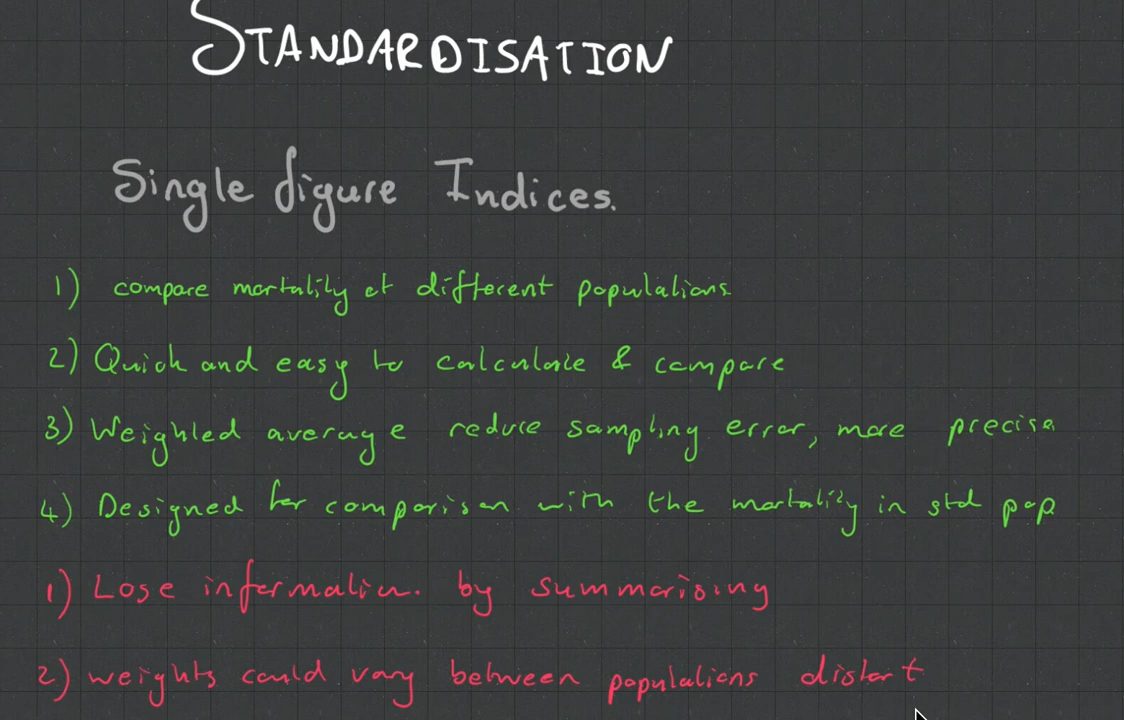 STANDARDISATION
Single figure Indices.
1) compare mortality of different populations
2) Quick and easy to calculate & compare
3) Weighted average reduce sampling error, more precise
4) Designed for comparison with the mortality in std pop
1) Lose information. by summarising
2) weights could vary between populations distort